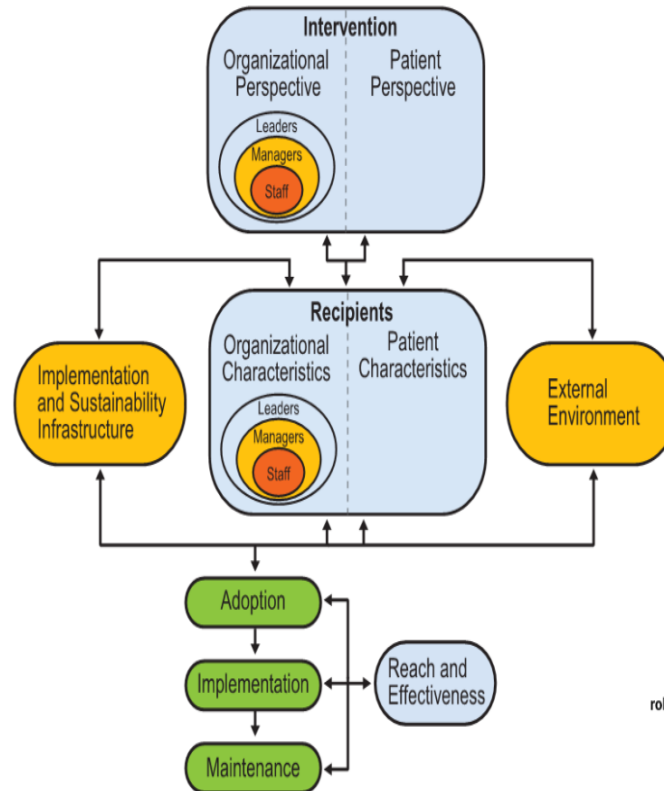 Intervention
Organizational
Perspective
Patient
Perspective
Leaders
Managers
Staff
Recipients
Organizational
Characteristics
Patient
Characteristics
Leaders
Managers
Staff
Implementation
and Sustainability
Infrastructure
External
Environment
Adoption
Implementation
Maintenance
Reach and
Effectiveness